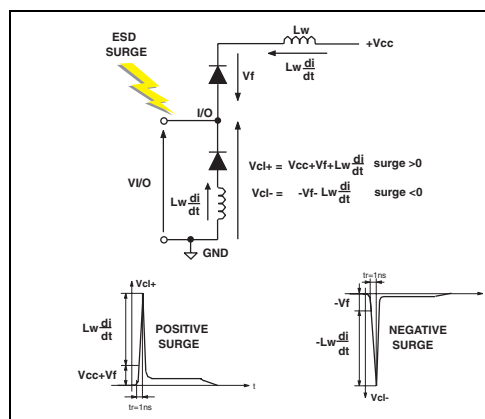 ESD
SURGE
Lw
+Vcc
Lw di/dt
Vf
I/O
Vcl+ = Vcc+Vf+Lw di/dt surge >0
Vcl- = -Vf- Lw di/dt surge <0
Lw di/dt
VI/O
GND
Vcl+
Lw di/dt
POSITIVE
SURGE
Vcc+Vf
t
tr=1ns
tr=1ns
t
-Vf
-Lw di/dt
NEGATIVE
SURGE
Vcl-